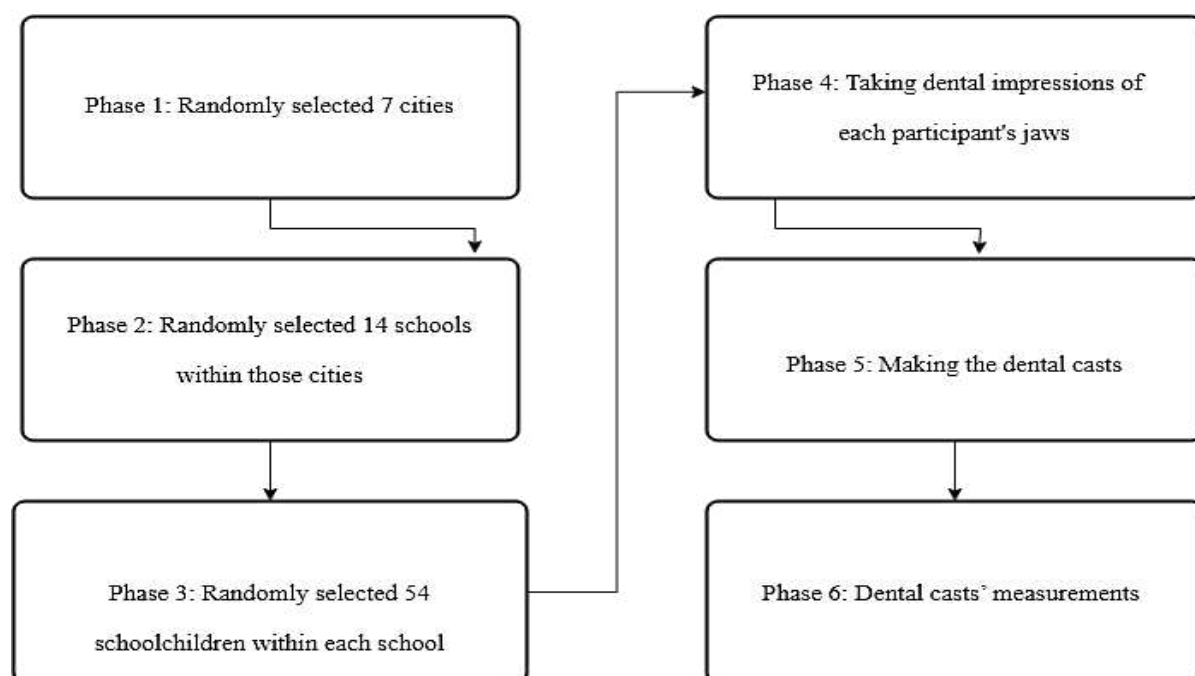 Phase 1: Randomly selected 7 cities
Phase 2: Randomly selected 14 schools
within those cities
Phase 3: Randomly selected 54
schoolchildren within each school
Phase 4: Taking dental impressions of
each participant's jaws
Phase 5: Making the dental casts
Phase 6: Dental casts’ measurements